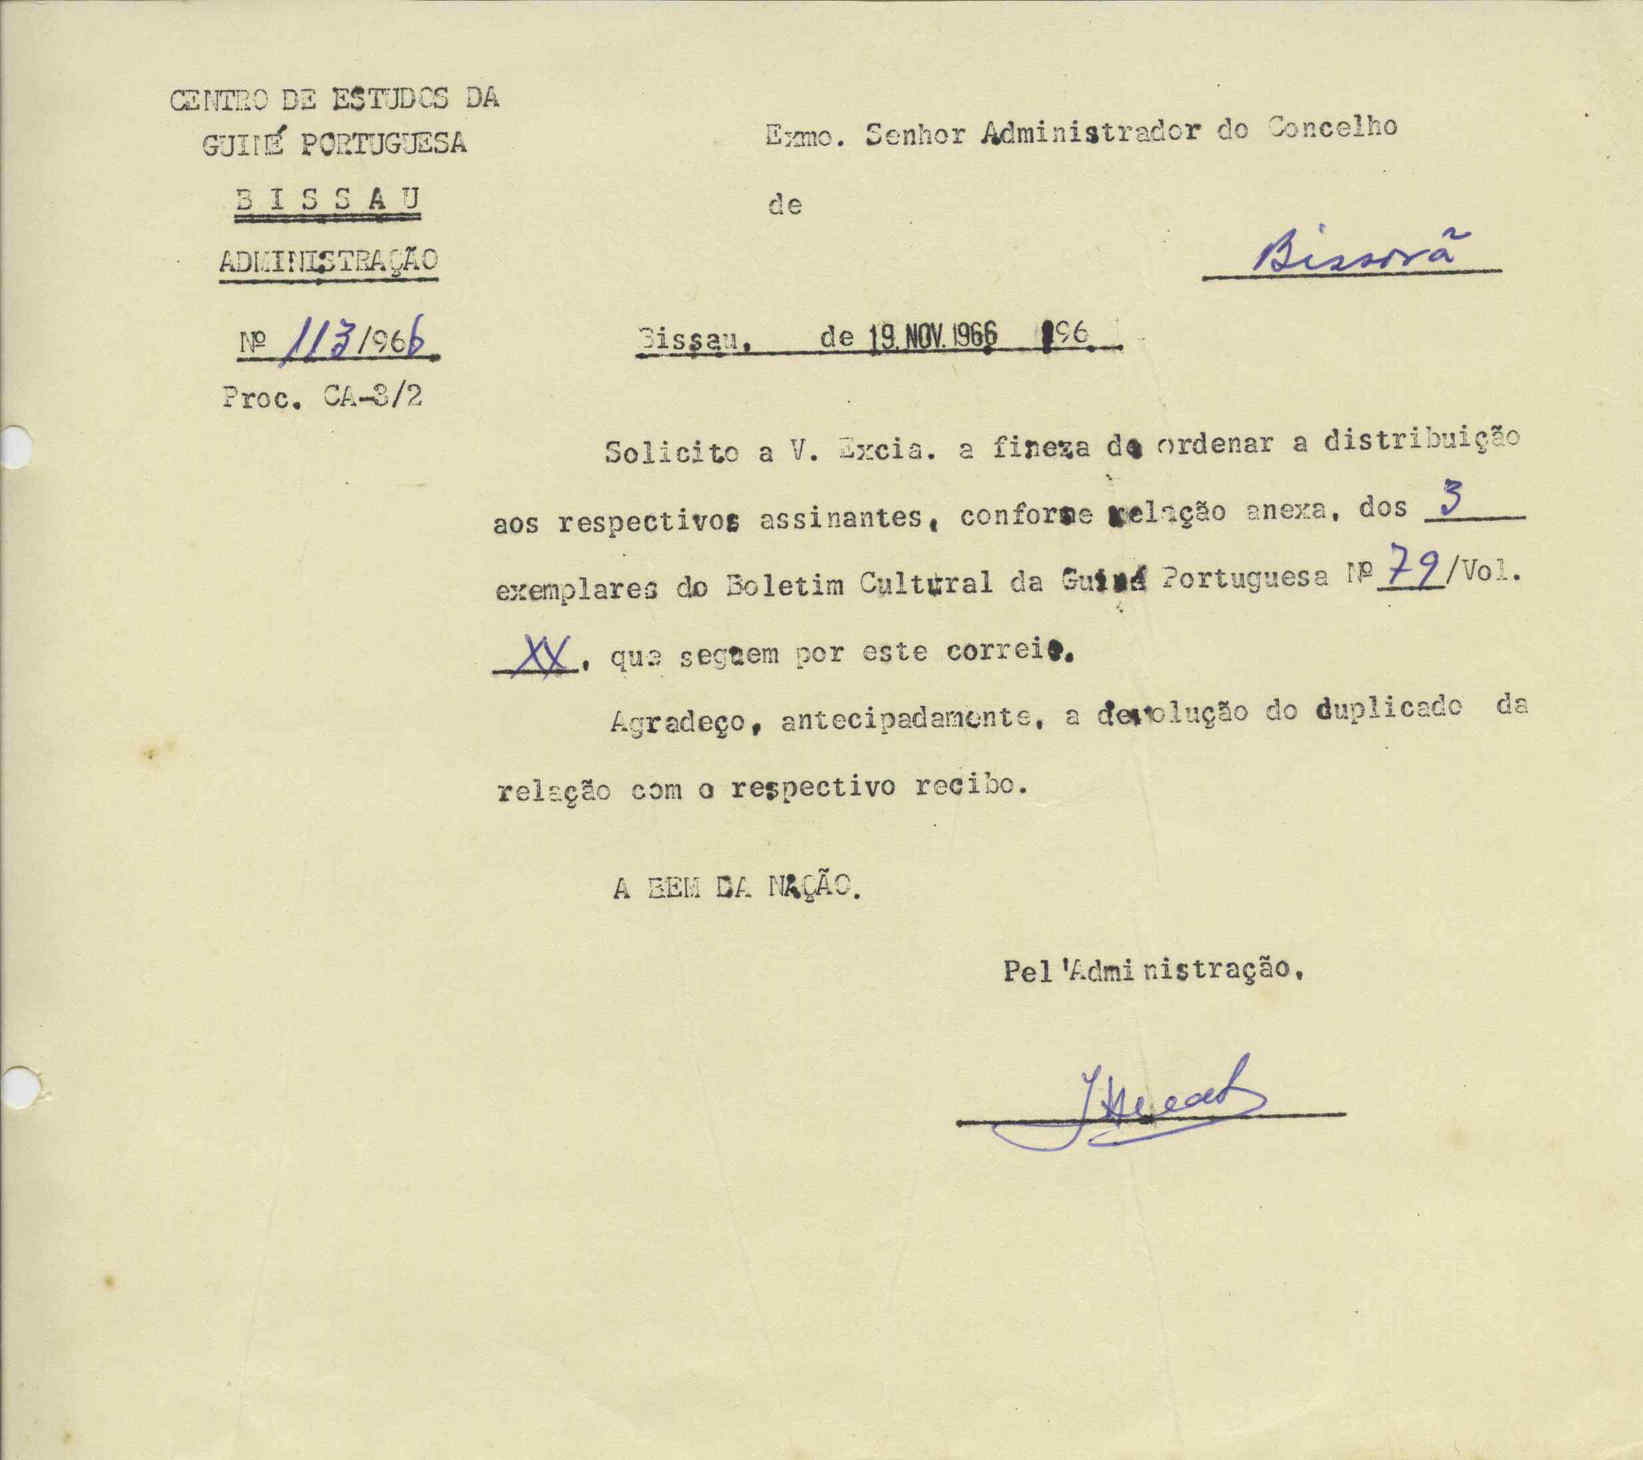 CENTRO DE ESTUDOS DA
GUINÉ PORTUGUESA
B I S S A U
ADMINISTRAÇÃO
Nº 113/966
Proc. CA-3/2
Exmo. Senhor Administrador do Concelho
de
Bissorã
Bissau, de 19.NOV.1966 196
Solicito a V. Excia. a fineza de ordenar a distribuição
aos respectivos assinantes, conforme relação anexa, dos 3
exemplares do Boletim Cultural da Guiné Portuguesa Nº 79/Vol.
XX, que seguem por este correio.
Agradeço, antecipadamente, a devolução do duplicado da
relação com o respectivo recibo.
A BEM DA NAÇÃO.
Pel'Administração,